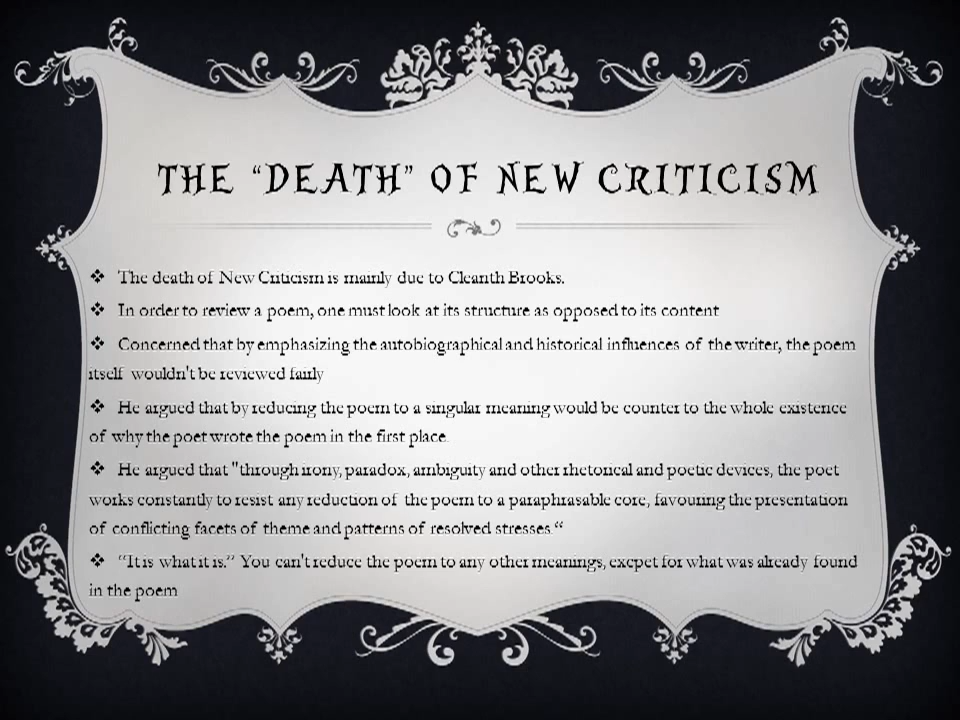 THE "DEATH" OF NEW CRITICISM
❖ The death of New Criticism is mainly due to Cleanth Brooks.
❖ In order to review a poem, one must look at its structure as opposed to its content
❖ Concerned that by emphasizing the autobiographical and historical influences of the writer, the poem
itself wouldn't be reviewed fairly
❖ He argued that by reducing the poem to a singular meaning would be counter to the whole existence
of why the poet wrote the poem in the first place.
❖ He argued that "through irony, paradox, ambiguity and other rhetorical and poetic devices, the poet
works constantly to resist any reduction of the poem to a paraphrasable core, favouring the presentation
of conflicting facets of theme and patterns of resolved stresses.“
❖ “It is what it is.” You can't reduce the poem to any other meanings, excpet for what was already found
in the poem